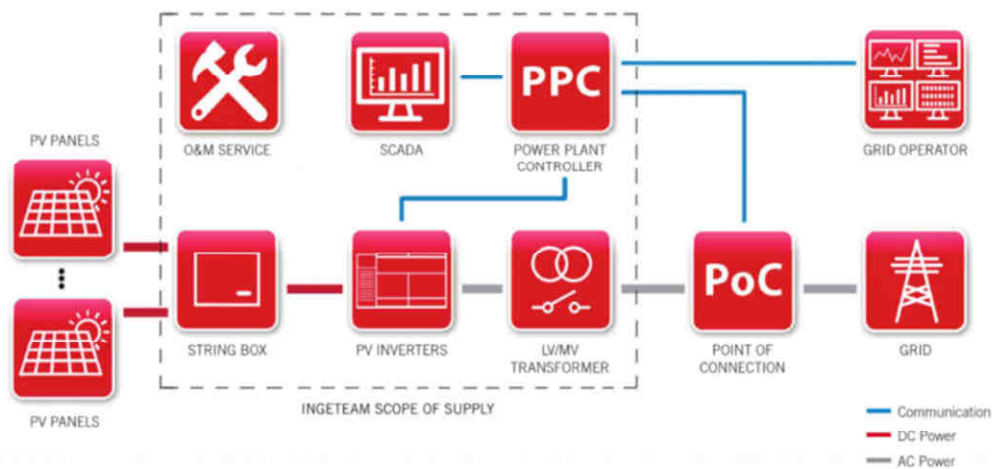 O&M SERVICE
SCADA
PPC
POWER PLANT
CONTROLLER
GRID OPERATOR
PV PANELS
STRING BOX
PV INVERTERS
LV/MV
TRANSFORMER
PoC
POINT OF
CONNECTION
GRID
PV PANELS
INGETEAM SCOPE OF SUPPLY
Communication
DC Power
AC Power